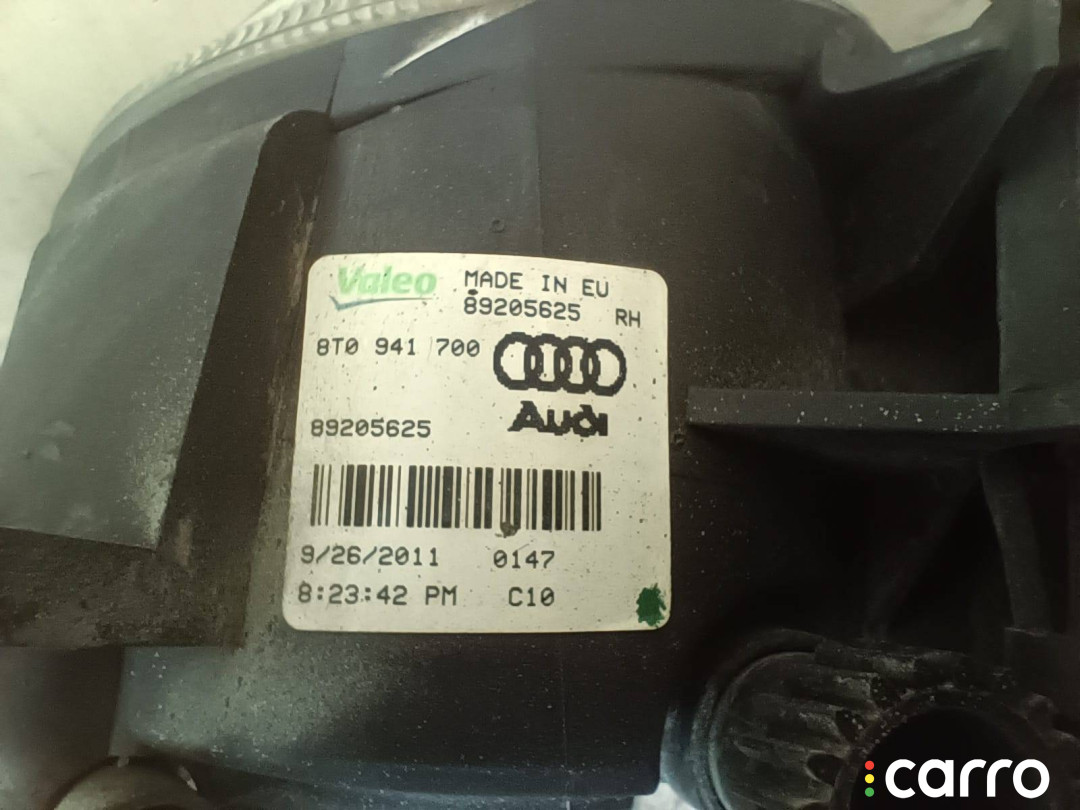 Valeo MADE IN EU
89205625 RH
8T0 941 700
Audi
89205625
9/26/2011 0147
8:23:42 PM C10
carro